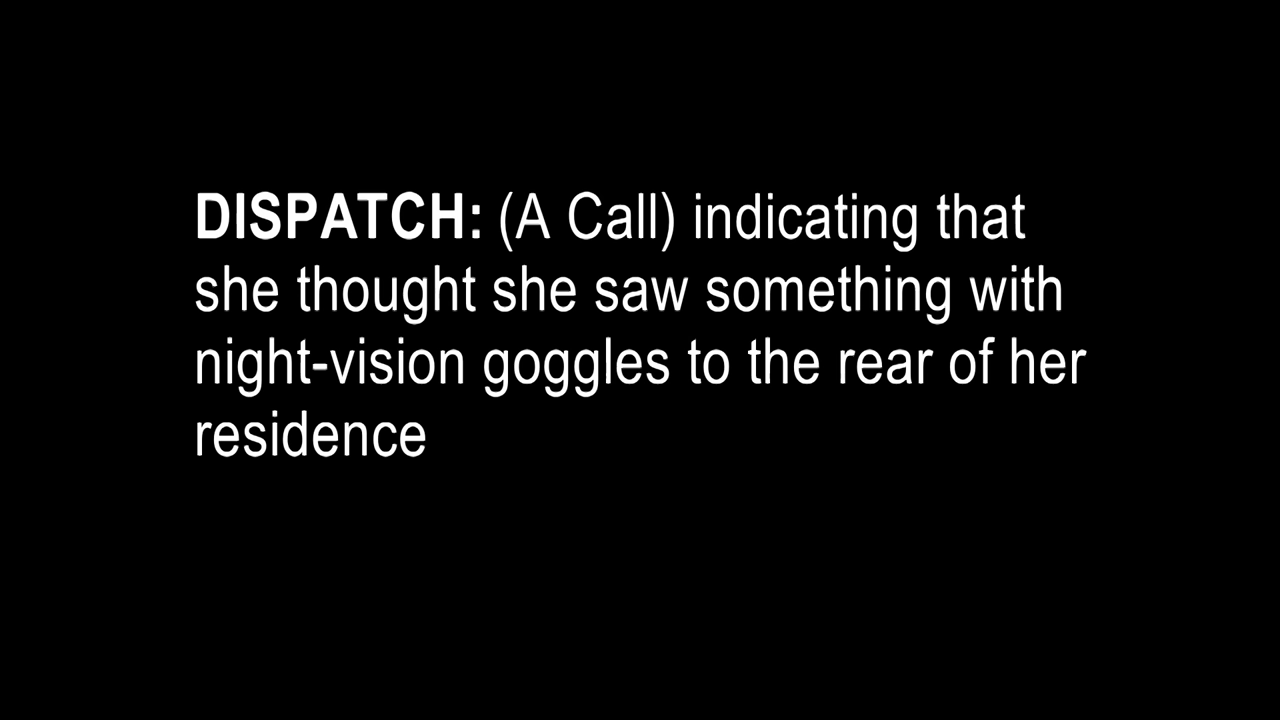 DISPATCH: (A Call) indicating that
she thought she saw something with
night-vision goggles to the rear of her
residence